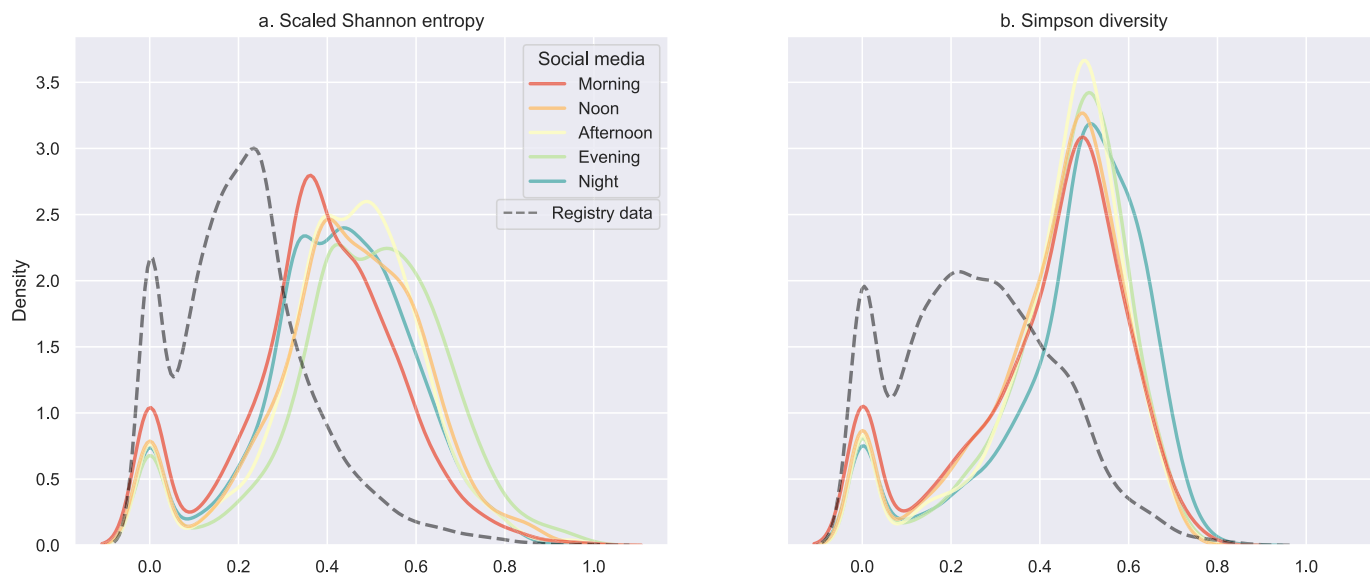 a. Scaled Shannon entropy
b. Simpson diversity
Density
3.5
3.0
2.5
2.0
1.5
1.0
0.5
0.0
Social media
Morning
Noon
Afternoon
Evening
Night
Registry data
0.0 0.2 0.4 0.6 0.8 1.0
0.0 0.2 0.4 0.6 0.8 1.0